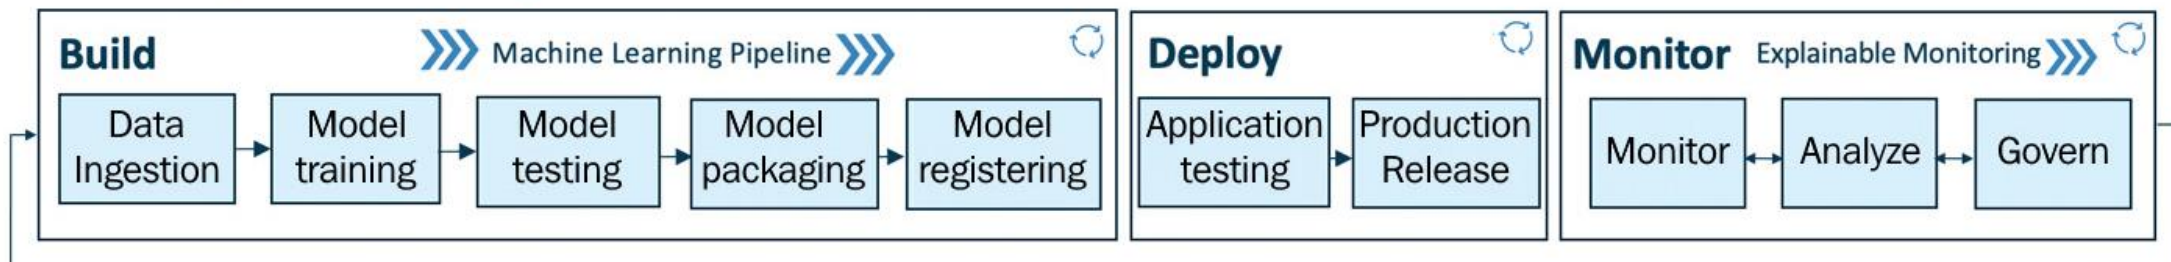 Build
Machine Learning Pipeline
Data
Ingestion
Model
training
Model
testing
Model
packaging
Model
registering
Deploy
Application
testing
Production
Release
Monitor
Explainable Monitoring
Monitor
Analyze
Govern